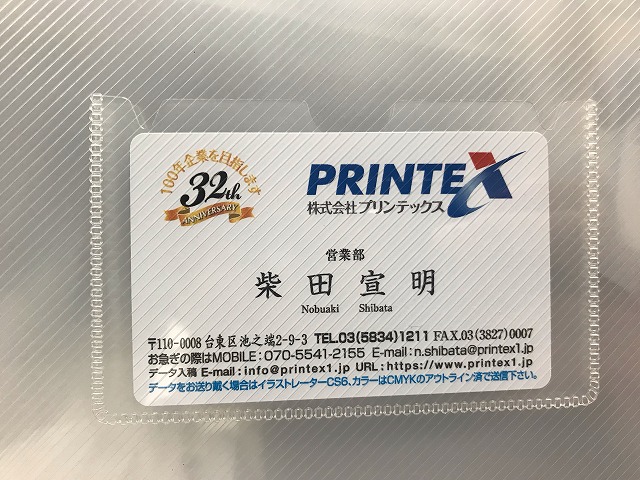 100年企業を目指します
32th
ANNIVERSARY
PRINTEX
株式会社プリンテックス
営業部
柴田宣明
Nobuaki Shibata
〒110-0008 台東区池之端2-9-3 TEL.03(5834)1211 FAX.03(3827)0007
お急ぎの際はMOBILE:070-5541-2155 E-mail:n.shibata@printex1.jp
データ入稿 E-mail:info@printex1.jp URL:https://www.printex1.jp
データをお送り戴く場合はイラストレーターCS6、カラーはCMYKのアウトライン済で送信下さい。